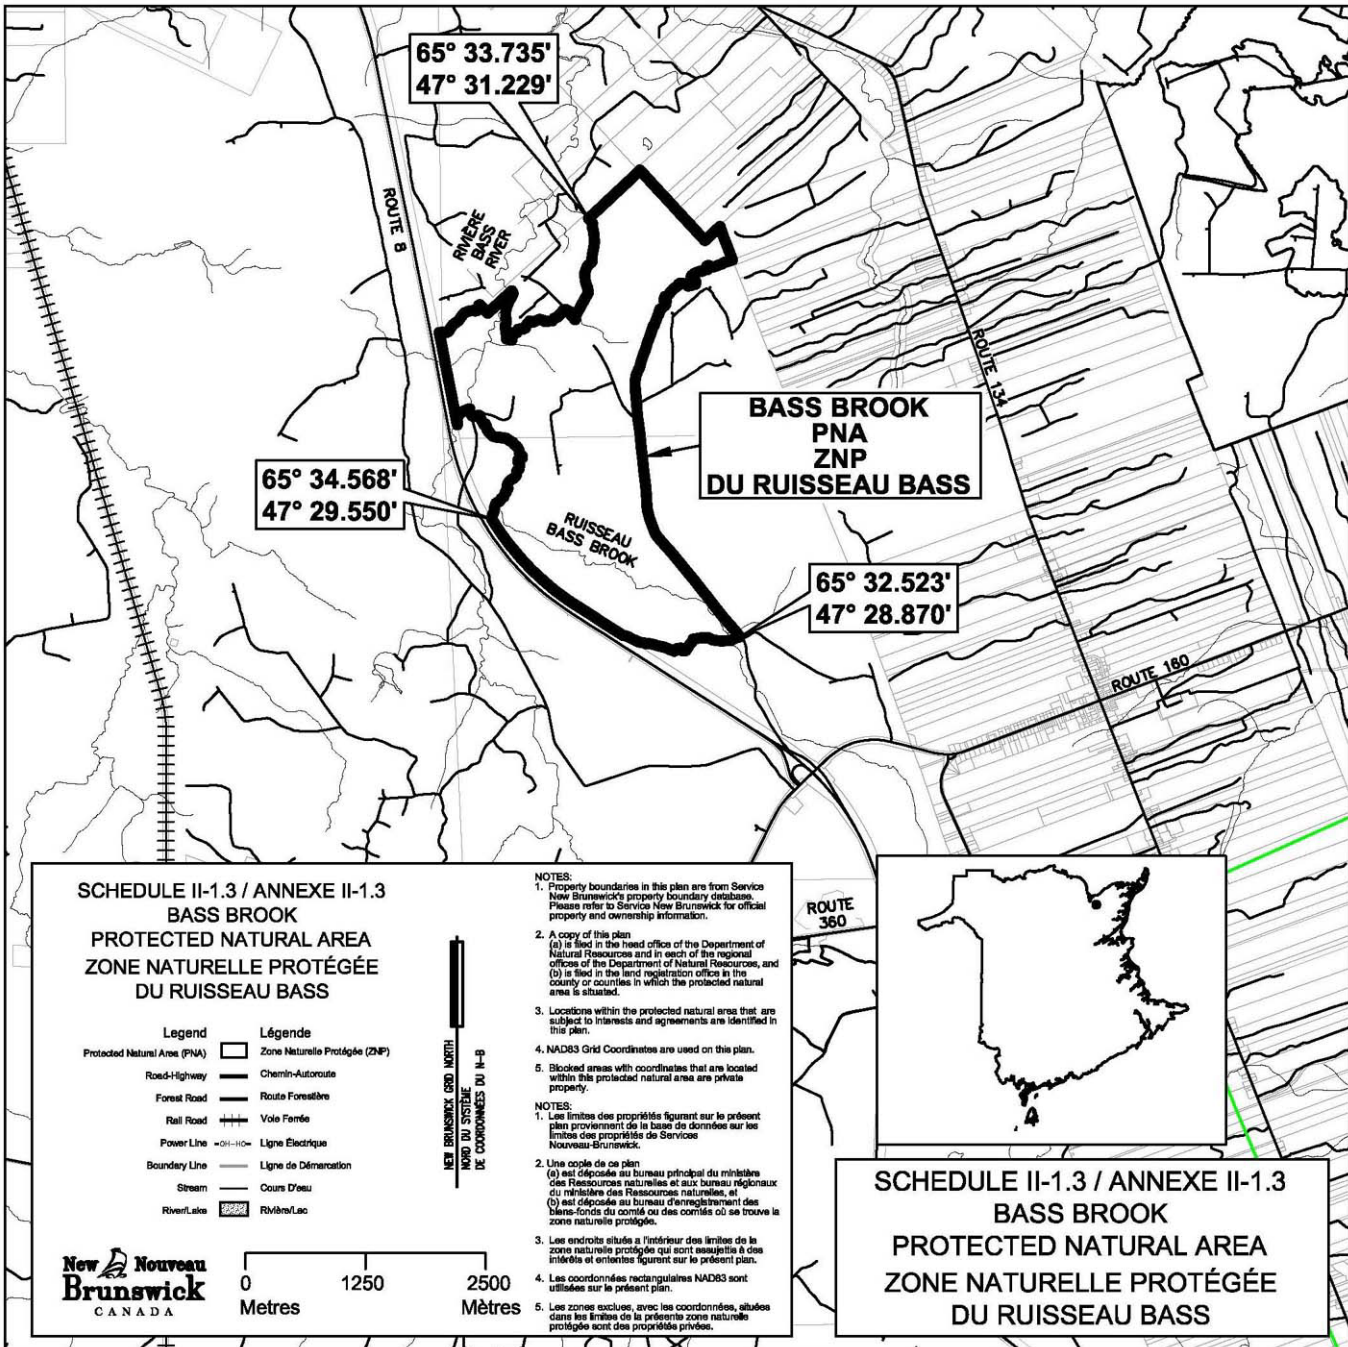 65° 33.735'
47° 31.229'
ROUTE 8
RIVIÈRE
BASS
RIVER
ROUTE 134
BASS BROOK
PNA
ZNP
DU RUISSEAU BASS
65° 34.568'
47° 29.550'
RUISSEAU
BASS BROOK
65° 32.523'
47° 28.870'
ROUTE 160
ROUTE
360
SCHEDULE II-1.3 / ANNEXE II-1.3
BASS BROOK
PROTECTED NATURAL AREA
ZONE NATURELLE PROTÉGÉE
DU RUISSEAU BASS
Legend Légende
Protected Natural Area (PNA) Zone Naturelle Protégée (ZNP)
Road-Highway Chemin-Autoroute
Forest Road Route Forestière
Rail Road Voie Ferrée
Power Line -OH-HO- Ligne Électrique
Boundary Line Ligne de Démarcation
Stream Cours D'eau
River/Lake Rivière/Lac
NEW BRUNSWICK GRID NORTH
NORD DU SYSTÈME
DE COORDONNÉES DU N-B
New Nouveau
Brunswick
CANADA
0 1250 2500
Metres Mètres
NOTES:
1. Property boundaries in this plan are from Service
New Brunswick's property boundary database.
Please refer to Service New Brunswick for official
property and ownership information.
2. A copy of this plan
(a) is filed in the head office of the Department of
Natural Resources and in each of the regional
offices of the Department of Natural Resources, and
(b) is filed in the land registration office in the
county or counties in which the protected natural
area is situated.
3. Locations within the protected natural area that are
subject to interests and agreements are identified in
this plan.
4. NAD83 Grid Coordinates are used on this plan.
5. Blocked areas with coordinates that are located
within this protected natural area are private
property.
NOTES:
1. Les limites des propriétés figurant sur le présent
plan proviennent de la base de données sur les
limites des propriétés de Services
Nouveau-Brunswick.
2. Une copie de ce plan
(a) est déposée au bureau principal du ministère
des Ressources naturelles et aux bureau régionaux
du ministère des Ressources naturelles, et
(b) est déposée au bureau d'enregistrement des
biens-fonds du comté ou des comtés où se trouve la
zone naturelle protégée.
3. Les endroits situés a l'intérieur des limites de la
zone naturelle protégée qui sont assujettis à des
intérêts et ententes figurent sur le présent plan.
4. Les coordonnées rectangulaires NAD83 sont
utilisées sur le présent plan.
5. Les zones exclues, avec les coordonnées, situées
dans les limites de la présente zone naturelle
protégée sont des propriétés privées.
SCHEDULE II-1.3 / ANNEXE II-1.3
BASS BROOK
PROTECTED NATURAL AREA
ZONE NATURELLE PROTÉGÉE
DU RUISSEAU BASS